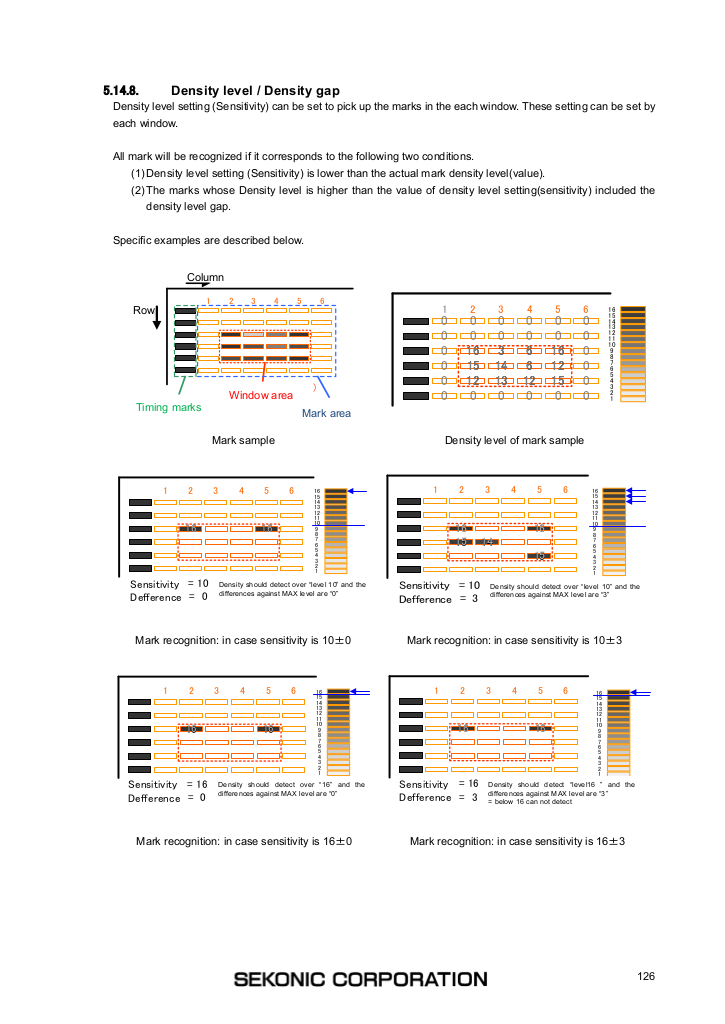 5.14.8. Density level / Density gap
Density level setting (Sensitivity) can be set to pick up the marks in the each window. These setting can be set by
each window.
All mark will be recognized if it corresponds to the following two conditions.
(1)Density level setting (Sensitivity) is lower than the actual mark density level(value).
(2)The marks whose Density level is higher than the value of density level setting(sensitivity) included the
density level gap.
Specific examples are described below.
Column
Row
1 2 3 4 5 6
Timing marks
Window area
)
Mark area
Mark sample
1 2 3 4 5 6
0 0 0 0 0 0
0 0 0 0 0 0
0 16 3 6 16 0
0 15 14 6 12 0
0 12 13 12 15 0
0 0 0 0 0 0
16
15
14
13
12
11
10
9
8
7
6
5
4
3
2
1
Density level of mark sample
1 2 3 4 5 6
16 16
16
15
14
13
12
11
10
9
8
7
6
5
4
3
2
1
Sensitivity = 10
Defference = 0
Density should detect over “level 10” and the
differences against MAX level are “0”
Mark recognition: in case sensitivity is 10±0
1 2 3 4 5 6
16 16
15 14
15
16
15
14
13
12
11
10
9
8
7
6
5
4
3
2
1
Sensitivity = 10
Defference = 3
Density should detect over “level 10” and the
differences against MAX level are “3”
Mark recognition: in case sensitivity is 10±3
1 2 3 4 5 6
16 16
16
15
14
13
12
11
10
9
8
7
6
5
4
3
2
1
Sensitivity = 16
Defference = 0
Density should detect over “16” and the
differences against MAX level are “0”
Mark recognition: in case sensitivity is 16±0
1 2 3 4 5 6
16 16
16
15
14
13
12
11
10
9
8
7
6
5
4
3
2
1
Sensitivity = 16
Defference = 3
Density should detect “level16 ” and the
differences against MAX level are “3”
= below 16 can not detect
Mark recognition: in case sensitivity is 16±3
SEKONIC CORPORATION
126